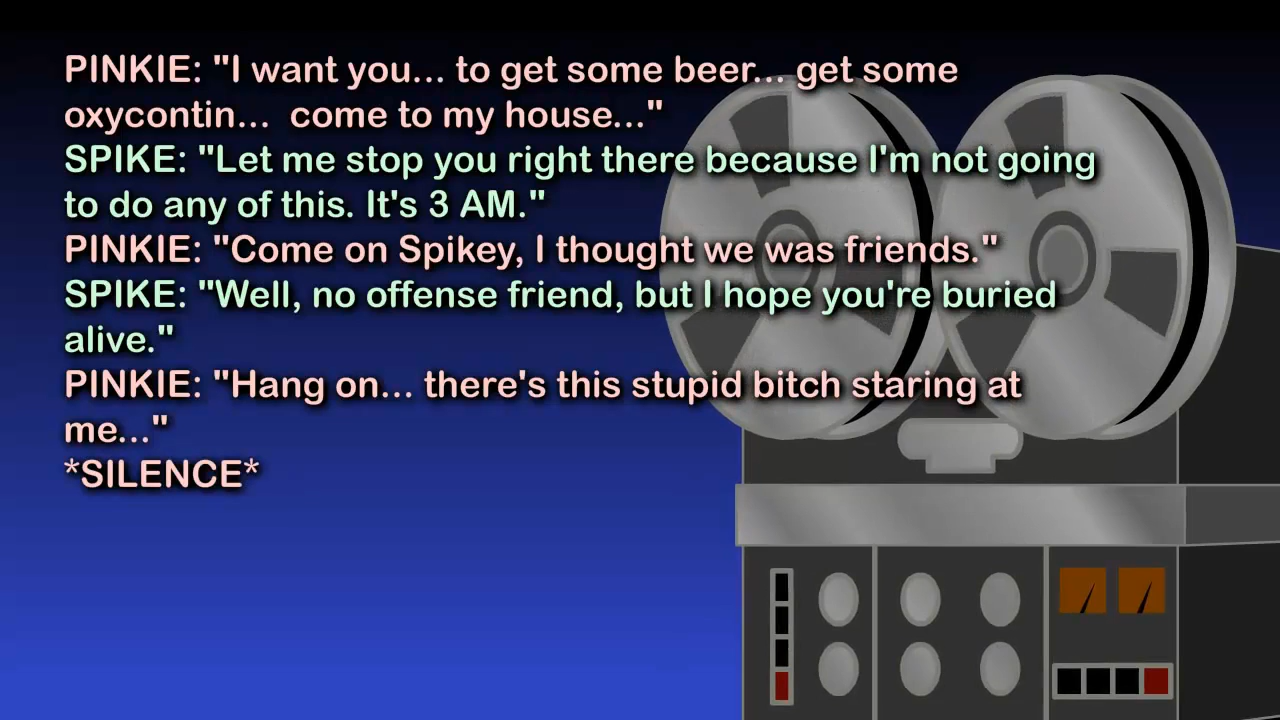 PINKIE: "I want you... to get some beer... get some
oxycontin...  come to my house..."
SPIKE: "Let me stop you right there because I'm not going
to do any of this. It's 3 AM."
PINKIE: "Come on Spikey, I thought we was friends."
SPIKE: "Well, no offense friend, but I hope you're buried
alive."
PINKIE: "Hang on... there's this stupid bitch staring at
me..."
*SILENCE*